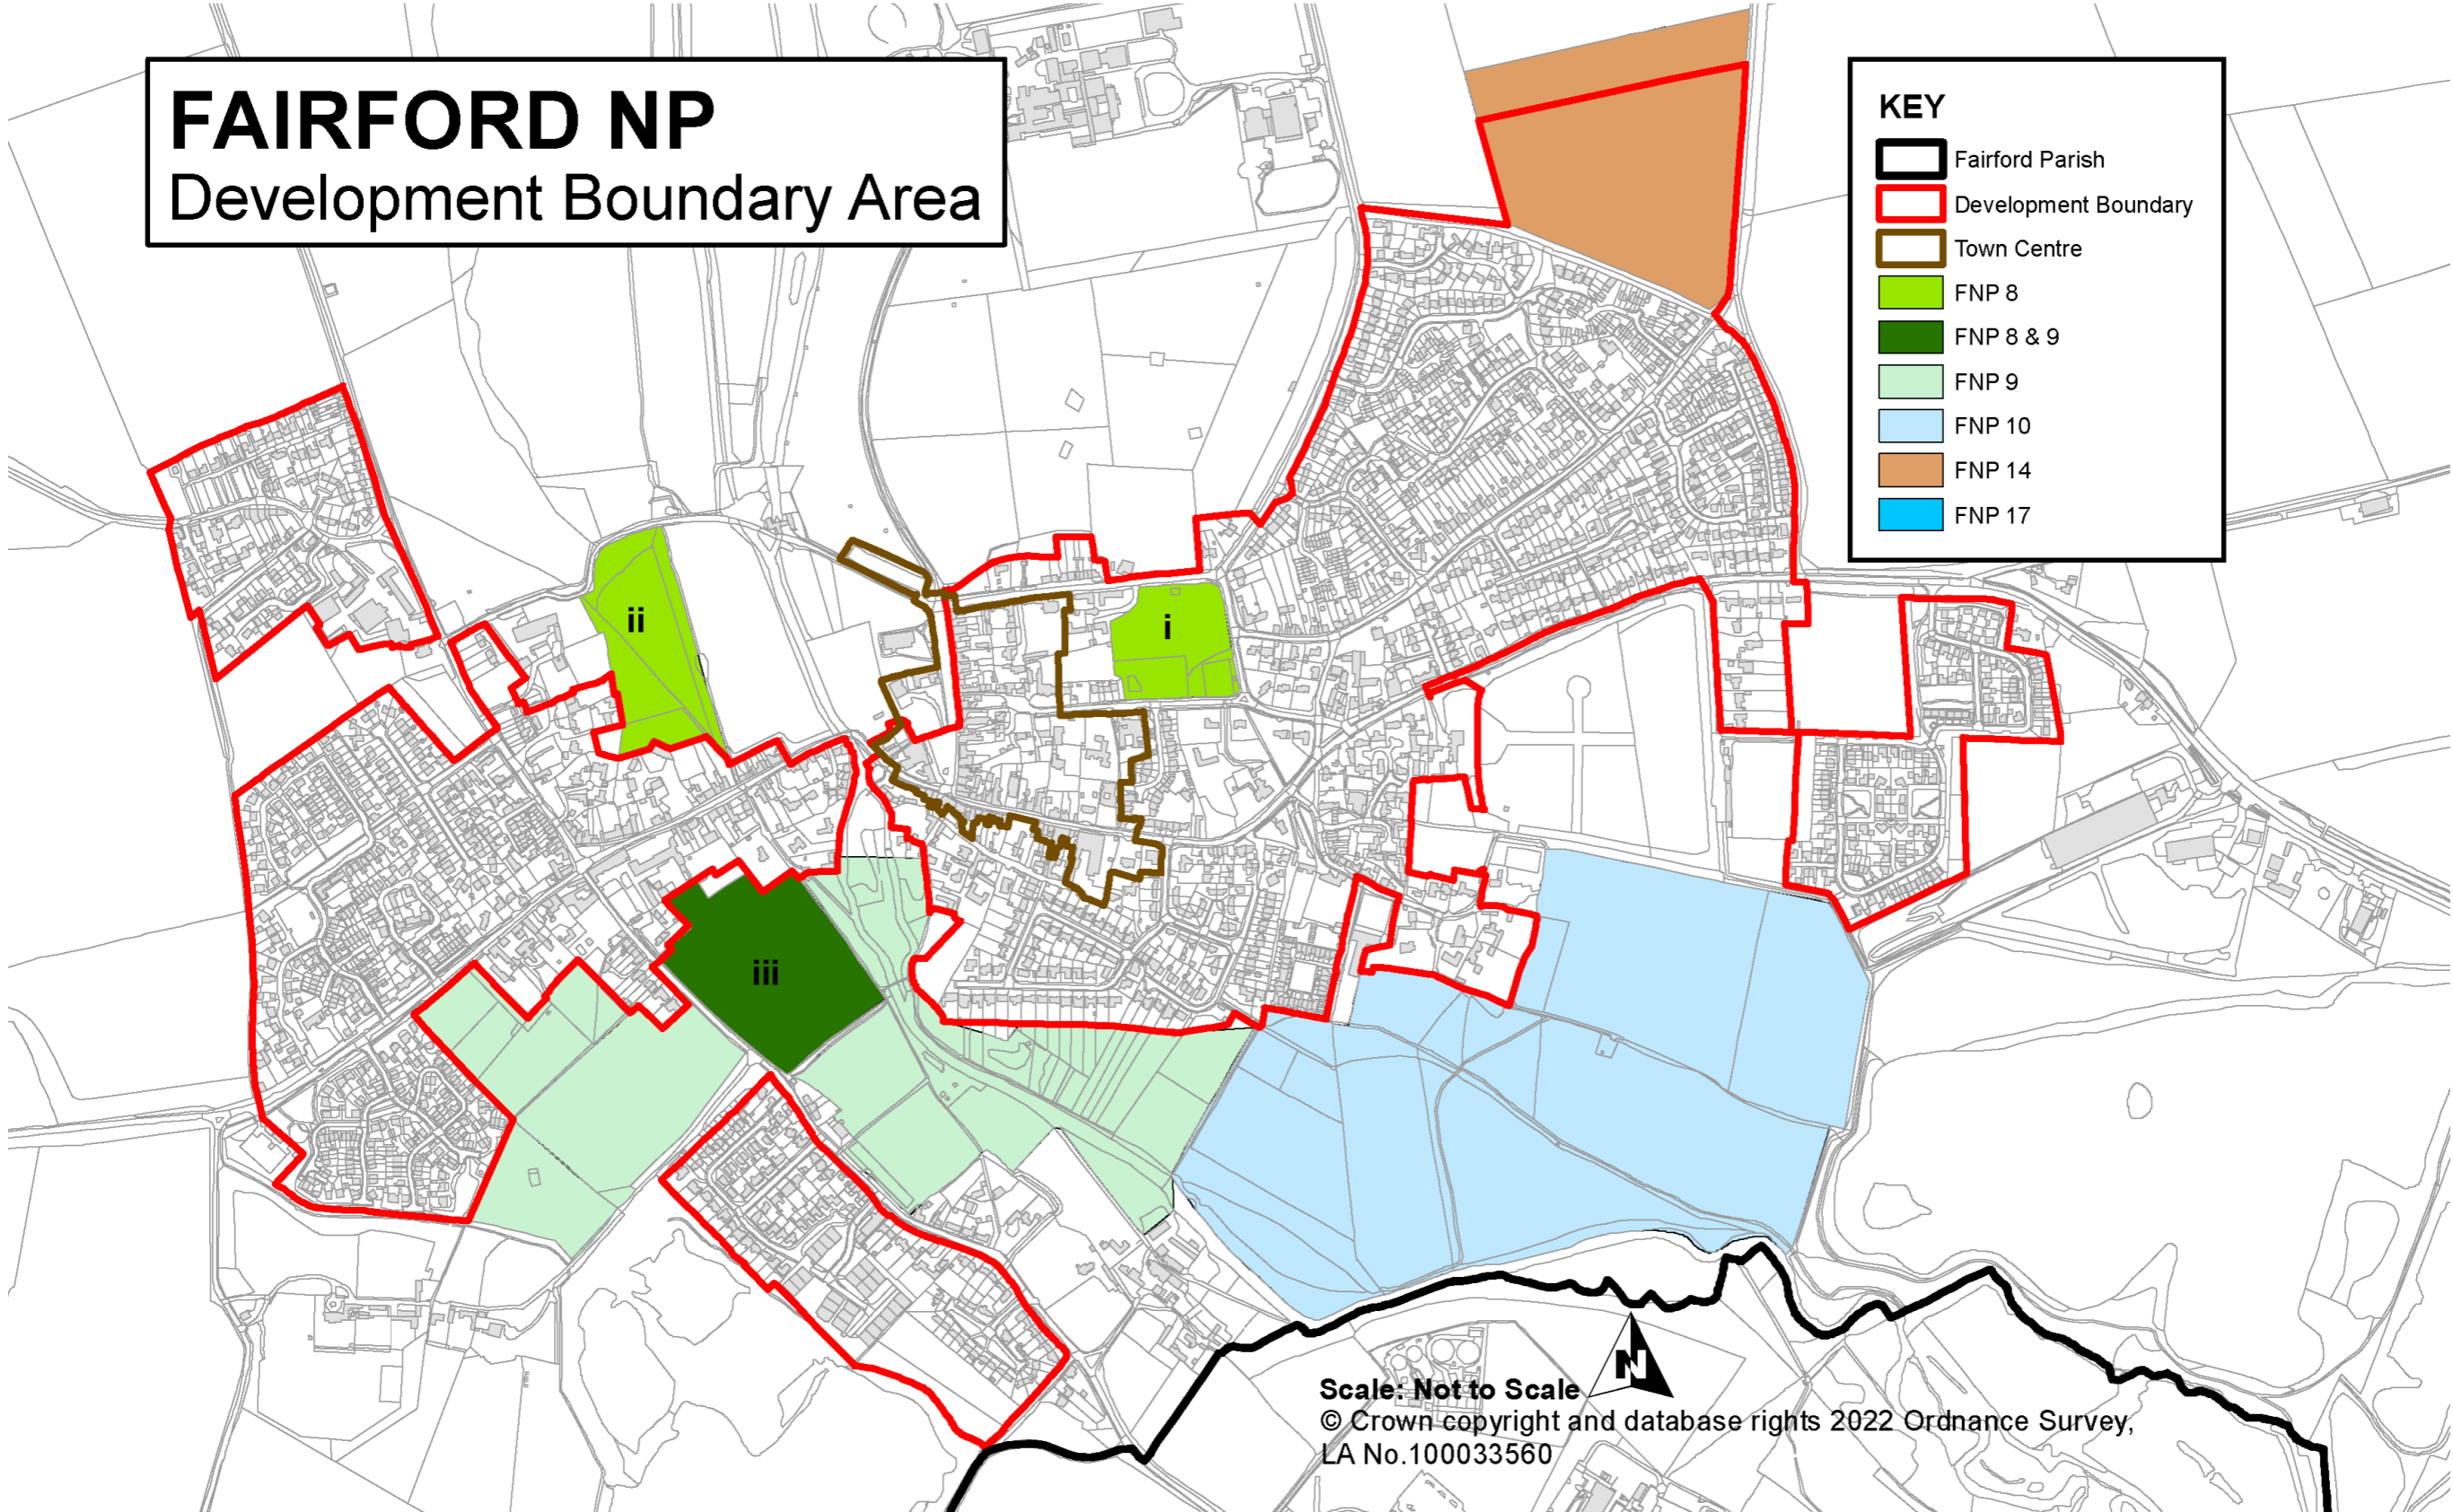 FAIRFORD NP
Development Boundary Area
KEY
Fairford Parish
Development Boundary
Town Centre
FNP 8
FNP 8 & 9
FNP 9
FNP 10
FNP 14
FNP 17
ii
i
iii
N
Scale: Not to Scale
© Crown copyright and database rights 2022 Ordnance Survey,
LA No.100033560